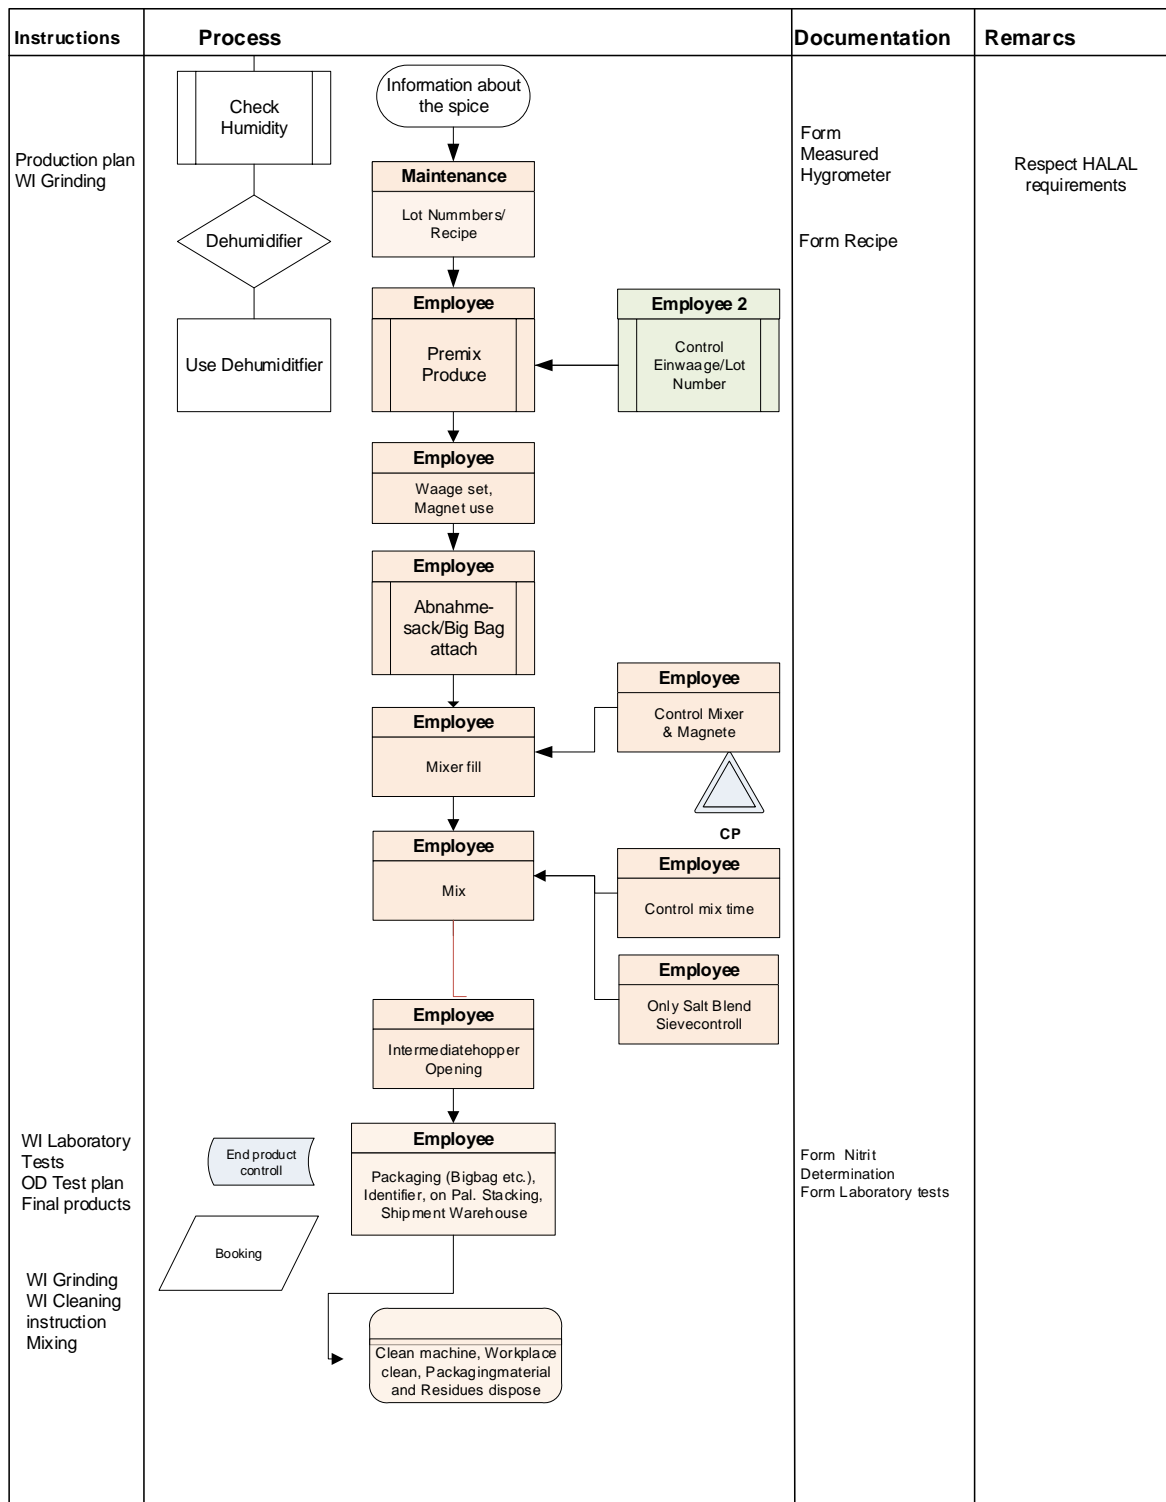 Instructions
Process
Documentation
Remarcs
Check
Humidity
Information about
the spice
Form
Measured
Hygrometer
Production plan
WI Grinding
Respect HALAL
requirements
Maintenance
Lot Nummbers/
Recipe
Dehumidifier
Form Recipe
Employee
Premix
Produce
Employee 2
Control
Einwaage/Lot
Number
Use Dehumiditfier
Employee
Waage set,
Magnet use
Employee
Abnahme-
sack/Big Bag
attach
Employee
Control Mixer
& Magnete
Employee
Mixer fill
CP
Employee
Mix
Employee
Control mix time
Employee
Only Salt Blend
Sievecontroll
Employee
Intermediatehopper
Opening
WI Laboratory
Tests
OD Test plan
Final products
End product
controll
Employee
Packaging (Bigbag etc.),
Identifier, on Pal. Stacking,
Shipment Warehouse
Form Nitrit
Determination
Form Laboratory tests
Booking
WI Grinding
WI Cleaning
instruction
Mixing
Clean machine, Workplace
clean, Packagingmaterial
and Residues dispose